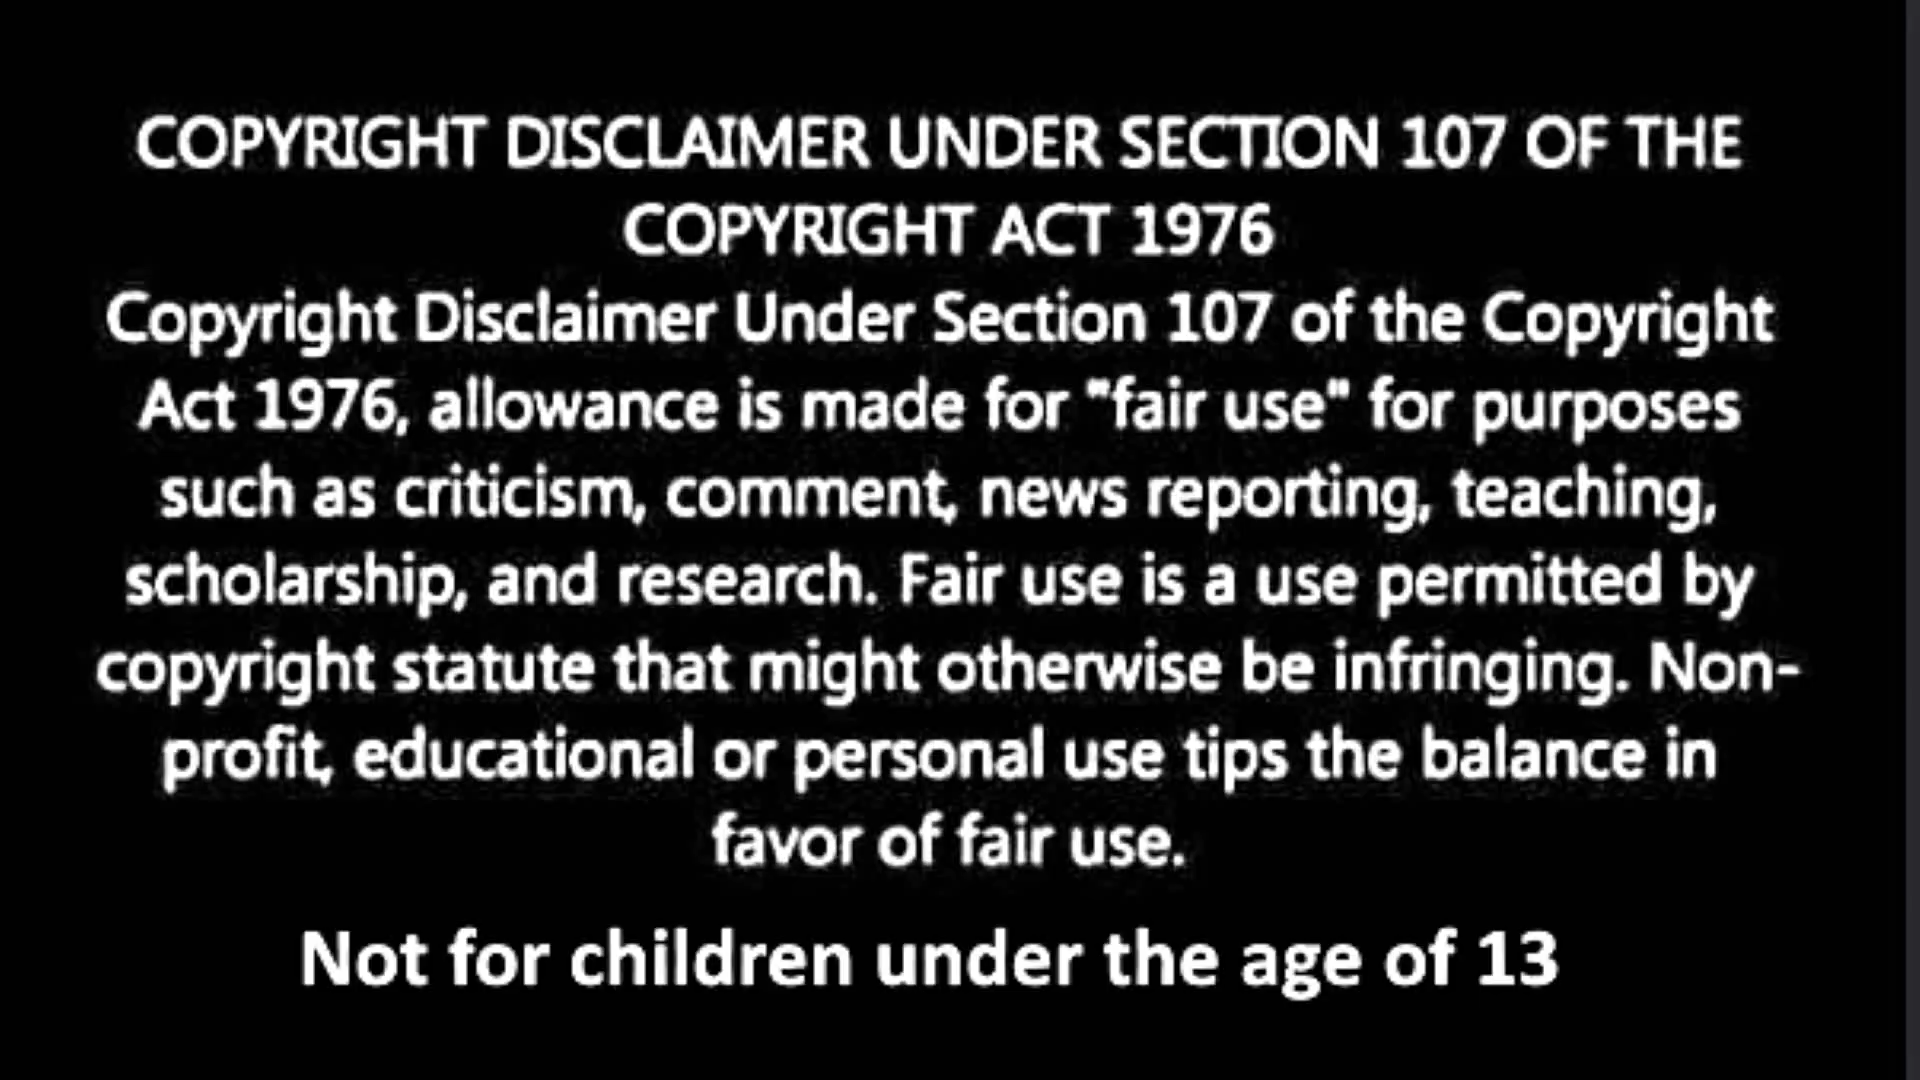 COPYRIGHT DISCLAIMER UNDER SECTION 107 OF THE
COPYRIGHT ACT 1976
Copyright Disclaimer Under Section 107 of the Copyright
Act 1976, allowance is made for "fair use" for purposes
such as criticism, comment, news reporting, teaching,
scholarship, and research. Fair use is a use permitted by
copyright statute that might otherwise be infringing. Non-
profit, educational or personal use tips the balance in
favor of fair use.
Not for children under the age of 13